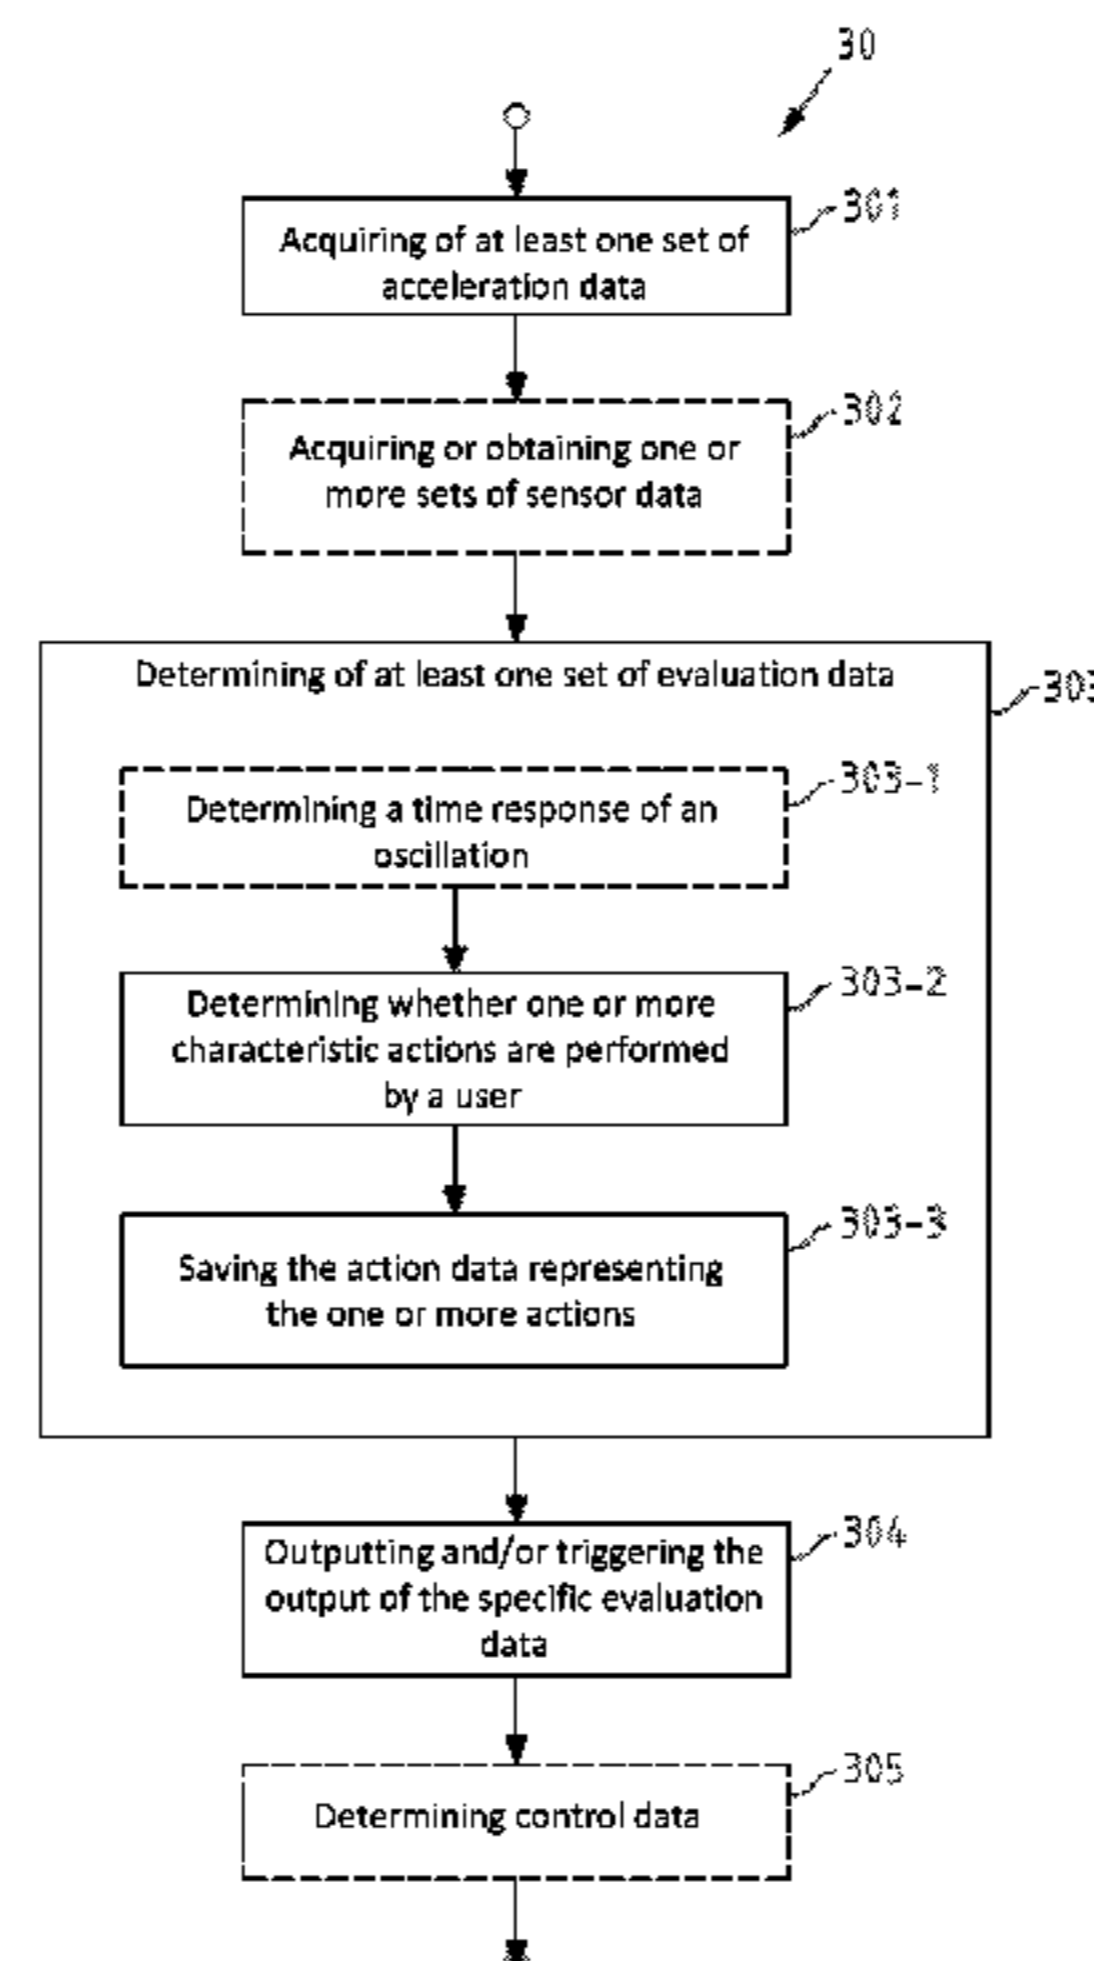 30
301
Acquiring of at least one set of
acceleration data
302
Acquiring or obtaining one or
more sets of sensor data
Determining of at least one set of evaluation data
303
303-1
Determining a time response of an
oscillation
303-2
Determining whether one or more
characteristic actions are performed
by a user
303-3
Saving the action data representing
the one or more actions
304
Outputting and/or triggering the
output of the specific evaluation
data
305
Determining control data